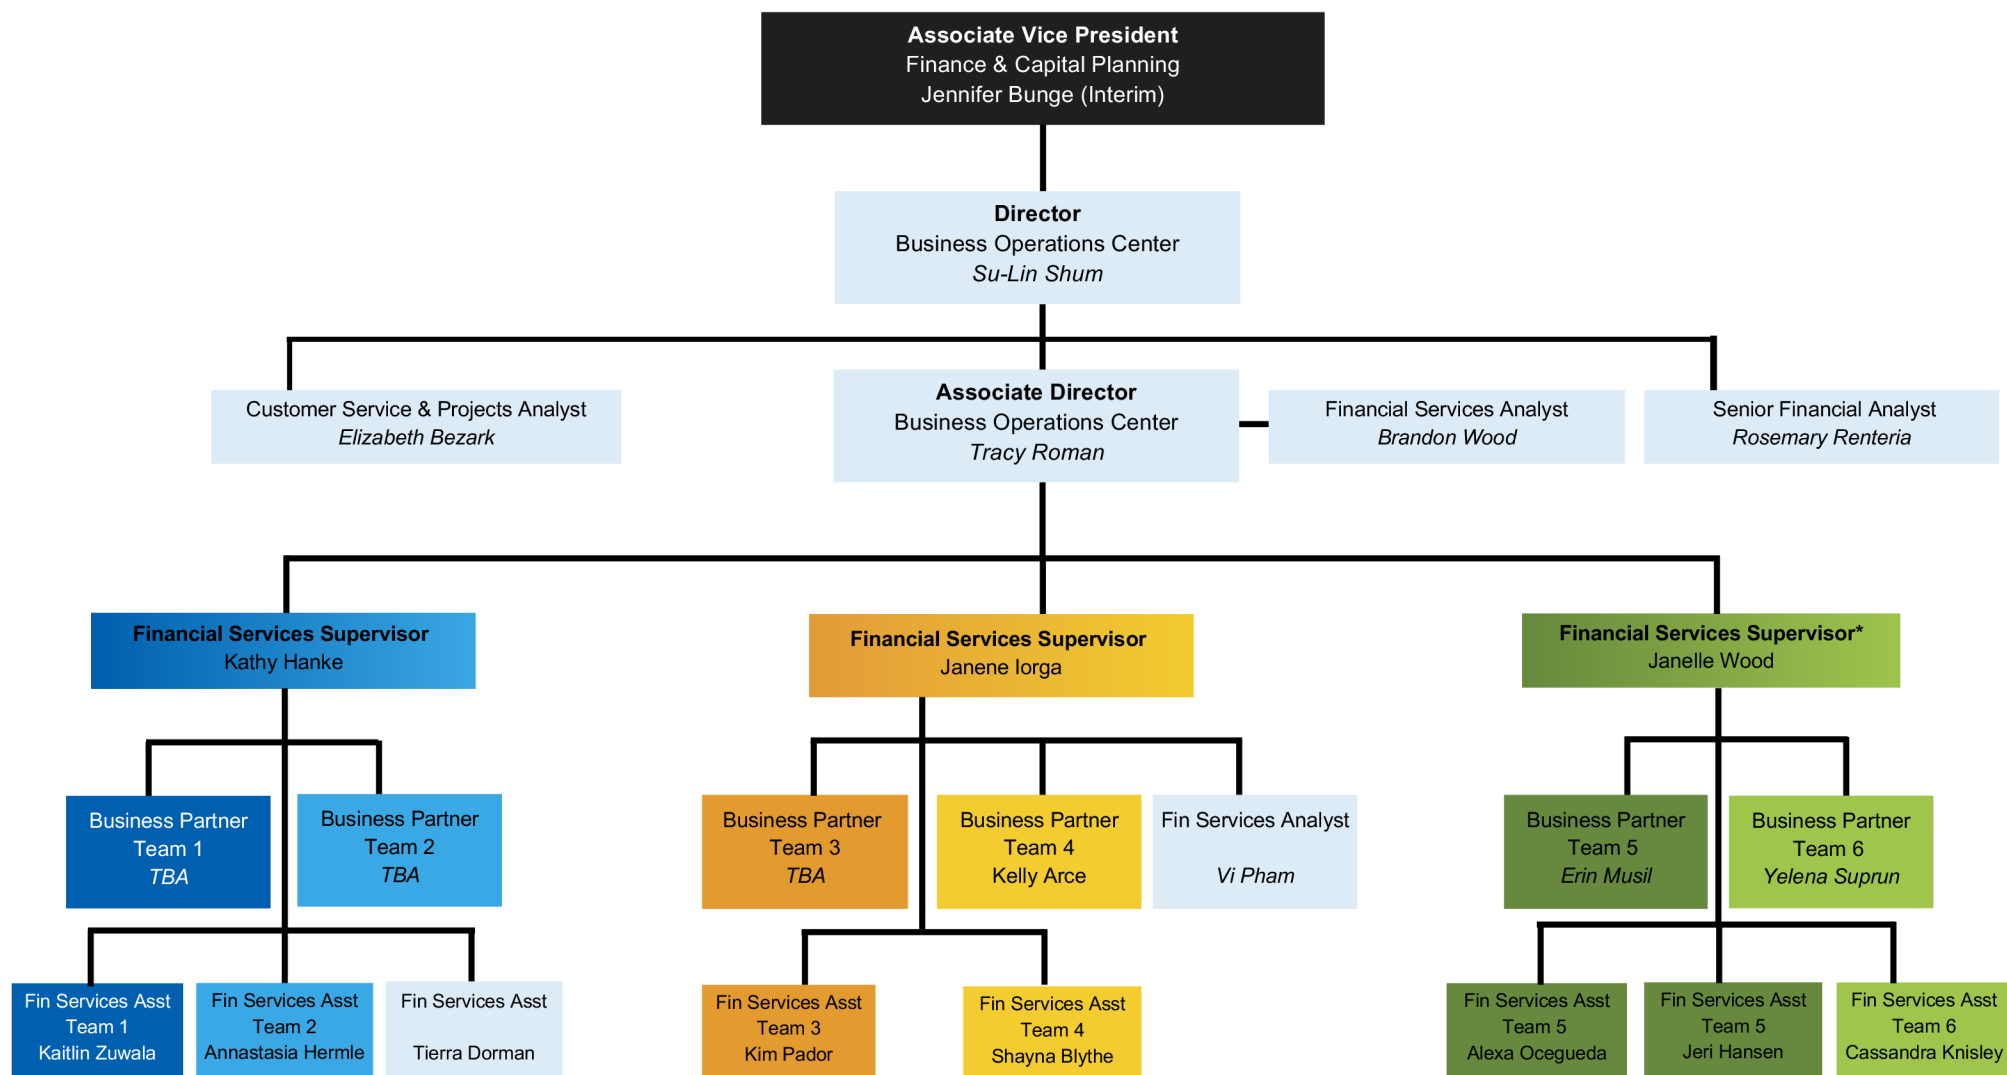 Associate Vice President
Finance & Capital Planning
Jennifer Bunge (Interim)
Director
Business Operations Center
Su-Lin Shum
Customer Service & Projects Analyst
Elizabeth Bezark
Associate Director
Business Operations Center
Tracy Roman
Financial Services Analyst
Brandon Wood
Senior Financial Analyst
Rosemary Renteria
Financial Services Supervisor
Kathy Hanke
Financial Services Supervisor
Janene Iorga
Financial Services Supervisor*
Janelle Wood
Business Partner
Team 1
TBA
Business Partner
Team 2
TBA
Business Partner
Team 3
TBA
Business Partner
Team 4
Kelly Arce
Fin Services Analyst
Vi Pham
Business Partner
Team 5
Erin Musil
Business Partner
Team 6
Yelena Suprun
Fin Services Asst
Team 1
Kaitlin Zuwala
Fin Services Asst
Team 2
Annastasia Hermle
Fin Services Asst
Tierra Dorman
Fin Services Asst
Team 3
Kim Pador
Fin Services Asst
Team 4
Shayna Blythe
Fin Services Asst
Team 5
Alexa Ocegueda
Fin Services Asst
Team 5
Jeri Hansen
Fin Services Asst
Team 6
Cassandra Knisley